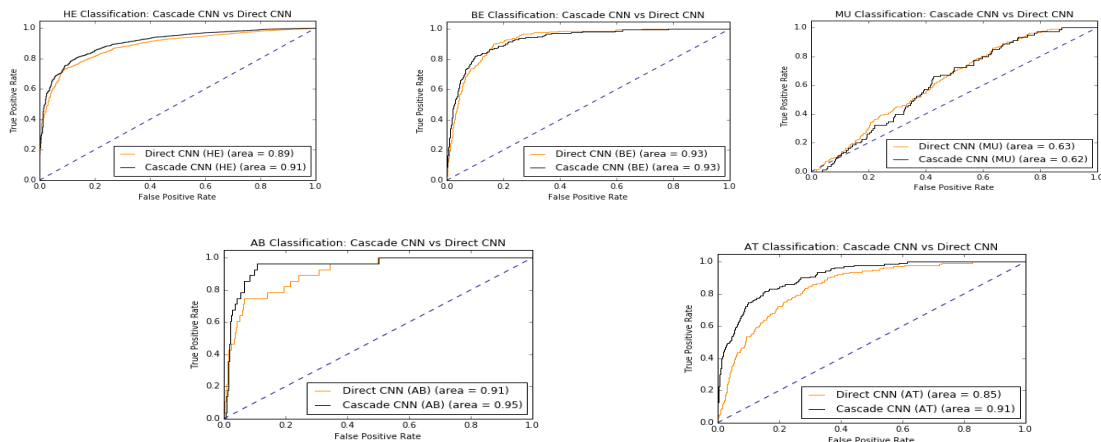 HE Classification: Cascade CNN vs Direct CNN
1.0
0.8
0.6
0.4
0.2
0.0
True Positive Rate
Direct CNN (HE) (area = 0.89)
Cascade CNN (HE) (area = 0.91)
0.0 0.2 0.4 0.6 0.8 1.0
False Positive Rate
BE Classification: Cascade CNN vs Direct CNN
1.0
0.8
0.6
0.4
0.2
0.0
True Positive Rate
Direct CNN (BE) (area = 0.93)
Cascade CNN (BE) (area = 0.93)
0.0 0.2 0.4 0.6 0.8 1.0
False Positive Rate
MU Classification: Cascade CNN vs Direct CNN
1.0
0.8
0.6
0.4
0.2
0.0
True Positive Rate
Direct CNN (MU) (area = 0.63)
Cascade CNN (MU) (area = 0.62)
0.0 0.2 0.4 0.6 0.8 1.0
False Positive Rate
AB Classification: Cascade CNN vs Direct CNN
1.0
0.8
0.6
0.4
0.2
0.0
True Positive Rate
Direct CNN (AB) (area = 0.91)
Cascade CNN (AB) (area = 0.95)
0.0 0.2 0.4 0.6 0.8 1.0
False Positive Rate
AT Classification: Cascade CNN vs Direct CNN
1.0
0.8
0.6
0.4
0.2
0.0
True Positive Rate
Direct CNN (AT) (area = 0.85)
Cascade CNN (AT) (area = 0.91)
0.0 0.2 0.4 0.6 0.8 1.0
False Positive Rate